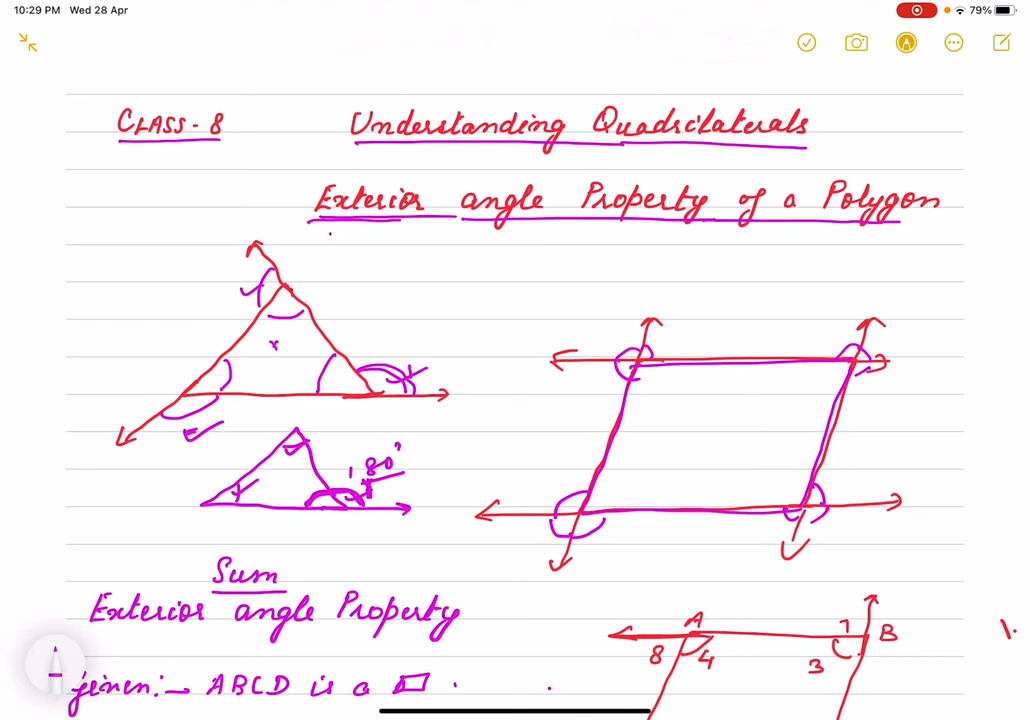 10:29 PM Wed 28 Apr
79%
CLASS - 8 Understanding Quadrilaterals
Exterior angle Property of a Polygon
x
180°
Sum
Exterior angle Property
given:- ABCD is a ▱.
A 7 B
8 4 3